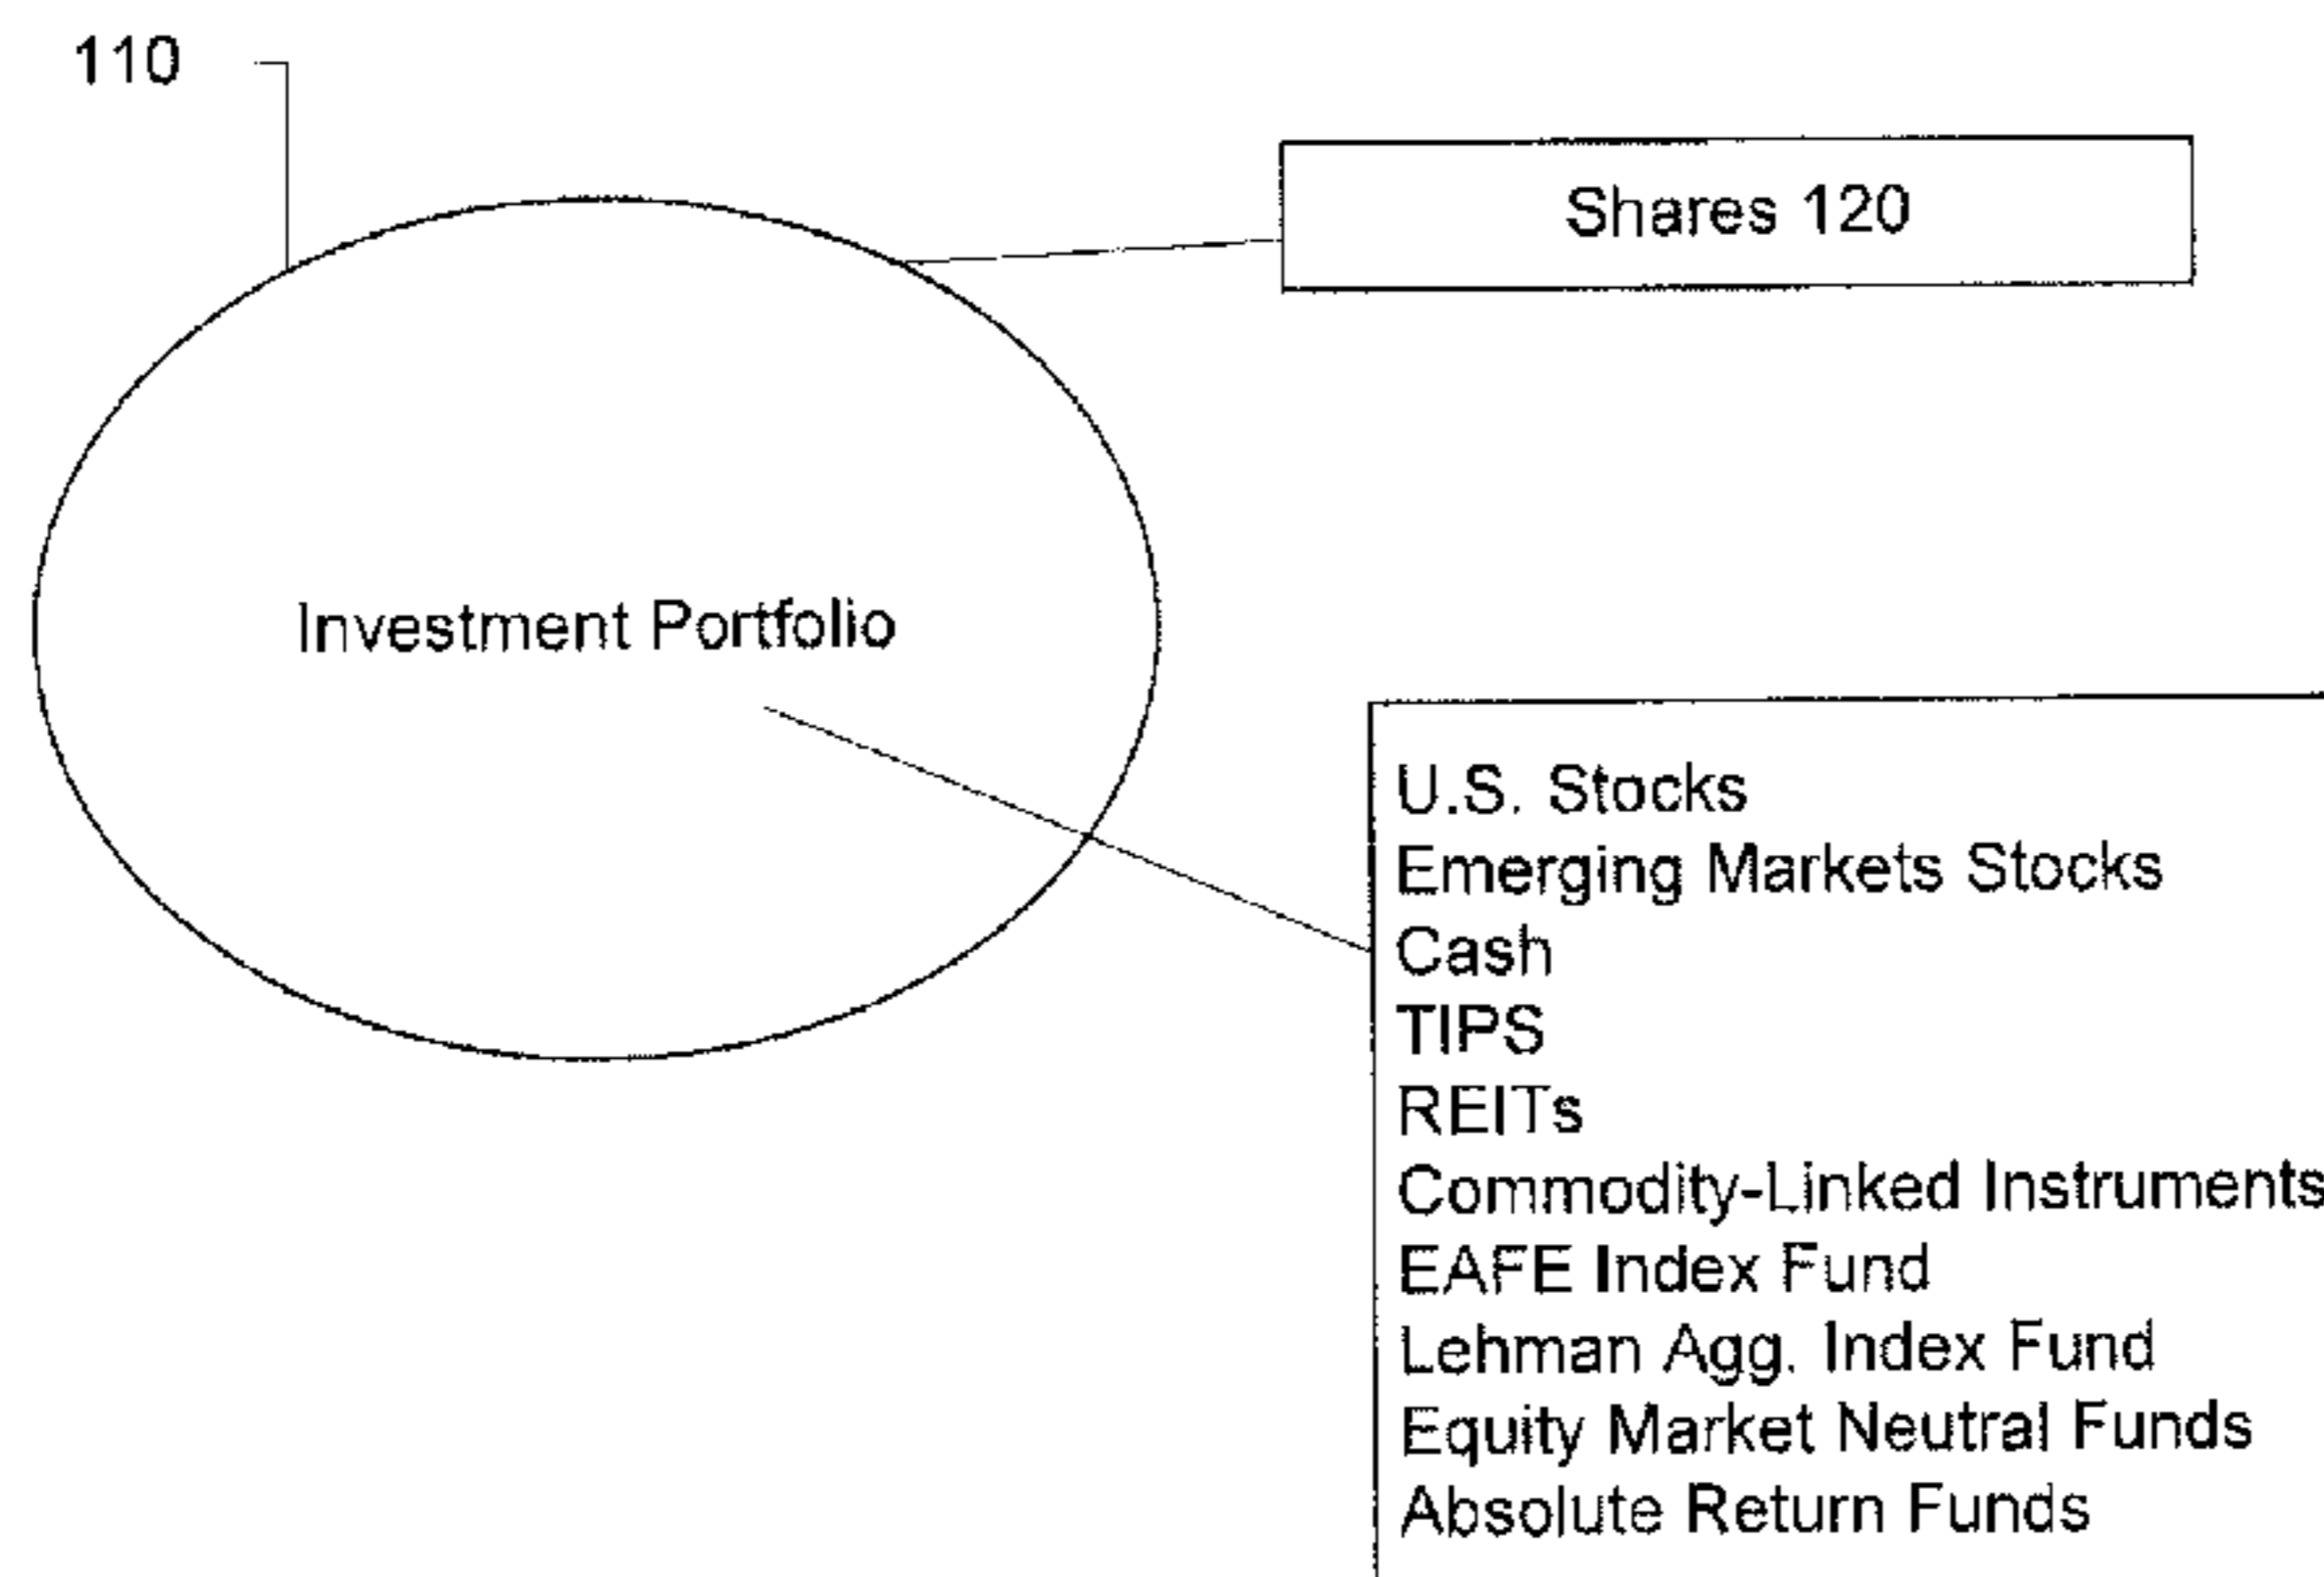 110
Shares 120
Investment Portfolio
U.S. Stocks
Emerging Markets Stocks
Cash
TIPS
REITs
Commodity-Linked Instruments
EAFE Index Fund
Lehman Agg. Index Fund
Equity Market Neutral Funds
Absolute Return Funds